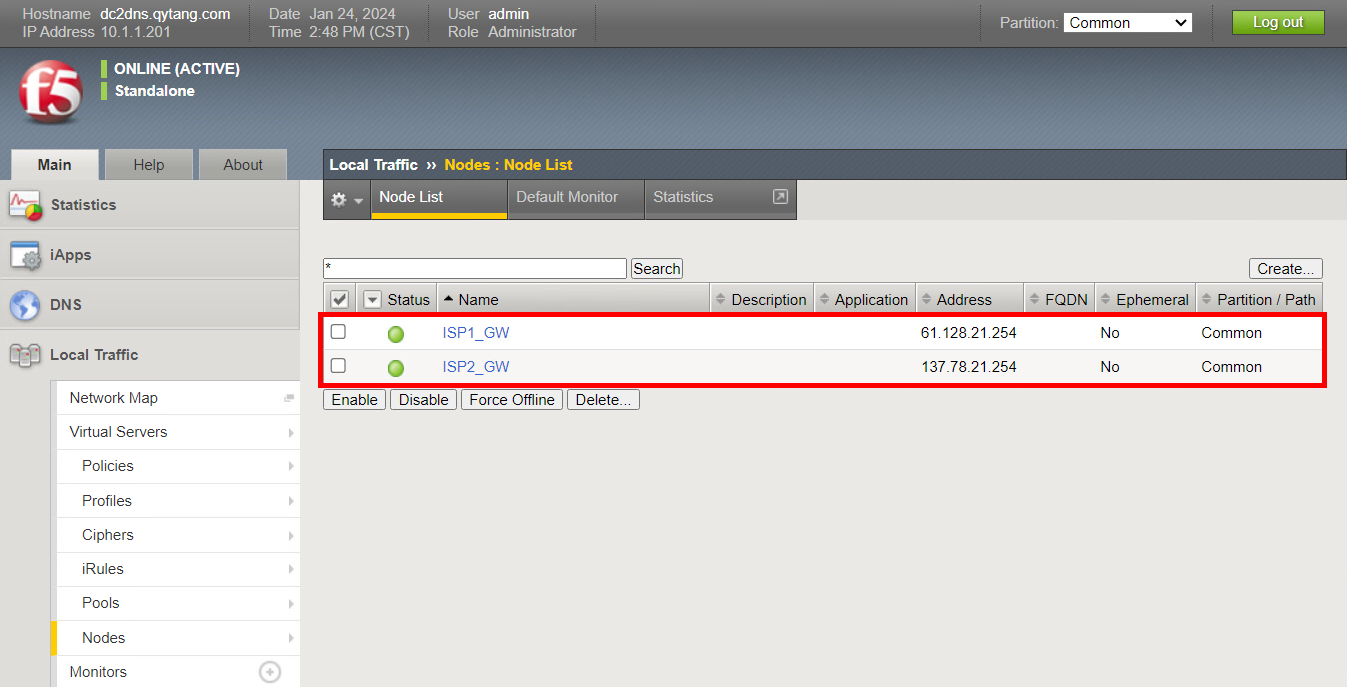 Hostname dc2dns.qytang.com Date Jan 24, 2024 User admin
IP Address 10.1.1.201 Time 2:48 PM (CST) Role Administrator
Partition: Common Log out
f5
ONLINE (ACTIVE)
Standalone
Main Help About
Local Traffic ›› Nodes : Node List
Node List Default Monitor Statistics
Statistics
iApps
DNS
Local Traffic
Network Map
Virtual Servers
Policies
Profiles
Ciphers
iRules
Pools
Nodes
Monitors
* Search Create...
Status Name Description Application Address FQDN Ephemeral Partition / Path
ISP1_GW 61.128.21.254 No Common
ISP2_GW 137.78.21.254 No Common
Enable Disable Force Offline Delete...